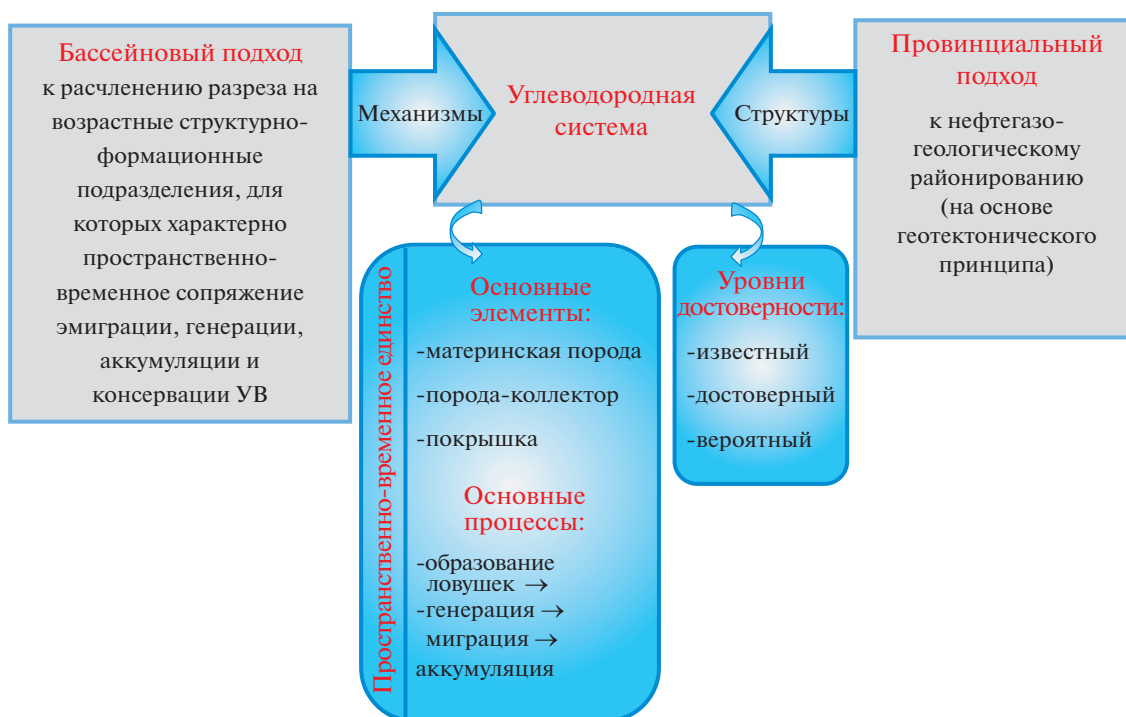 Бассейновый подход
к расчленению разреза на
возрастные структурно-
формационные
подразделения, для
которых характерно
пространственно-
временное сопряжение
эмиграции, генерации,
аккумуляции и
консервации УВ
Механизмы
Углеводородная
система
Структуры
Провинциальный
подход
к нефтегазо-
геологическому
районированию
(на основе
геотектонического
принципа)
Пространственно-временное единство
Основные
элементы:
-материнская порода
-порода-коллектор
-покрышка
Основные
процессы:
-образование
ловушек →
-генерация →
миграция →
аккумуляция
Уровни
достоверности:
-известный
-достоверный
-вероятный